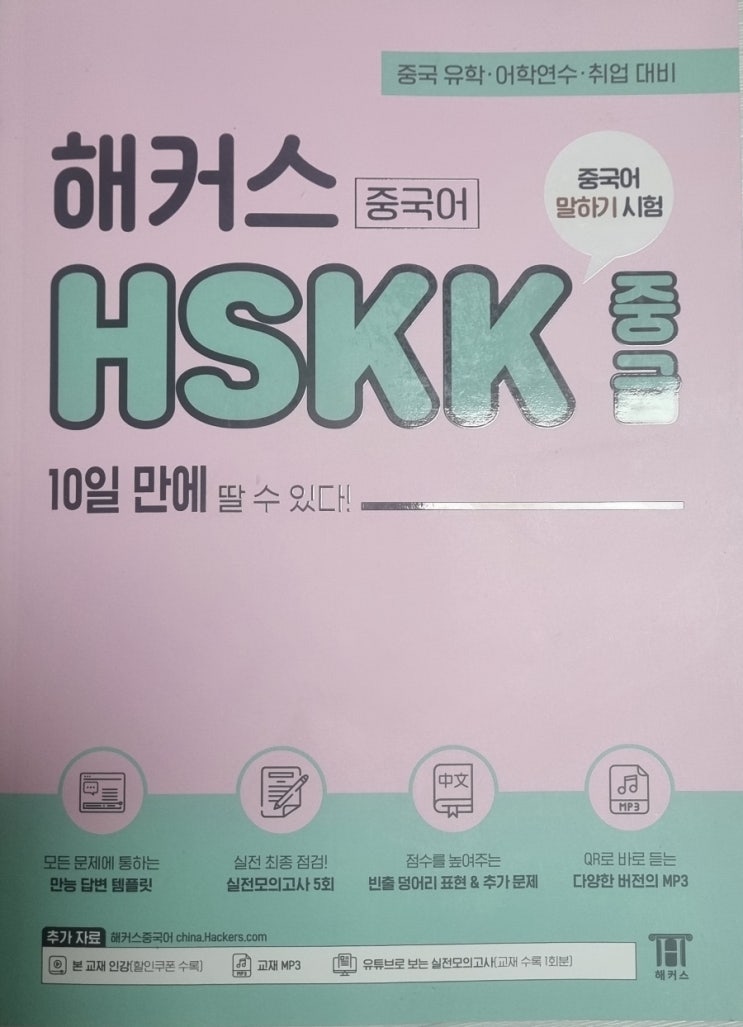 중국 유학·어학연수·취업 대비
해커스 중국어
중국어
말하기 시험
HSKK 중급
10일 만에 딸 수 있다!
中文
MP3
모든 문제에 통하는
만능 답변 템플릿
실전 최종 점검!
실전모의고사 5회
점수를 높여주는
빈출 덩어리 표현 & 추가 문제
QR로 바로 듣는
다양한 버전의 MP3
추가 자료 해커스중국어 china.Hackers.com
본 교재 인강(할인쿠폰 수록) MP3 교재 MP3 유튜브로 보는 실전모의고사(교재 수록 1회분)
해커스